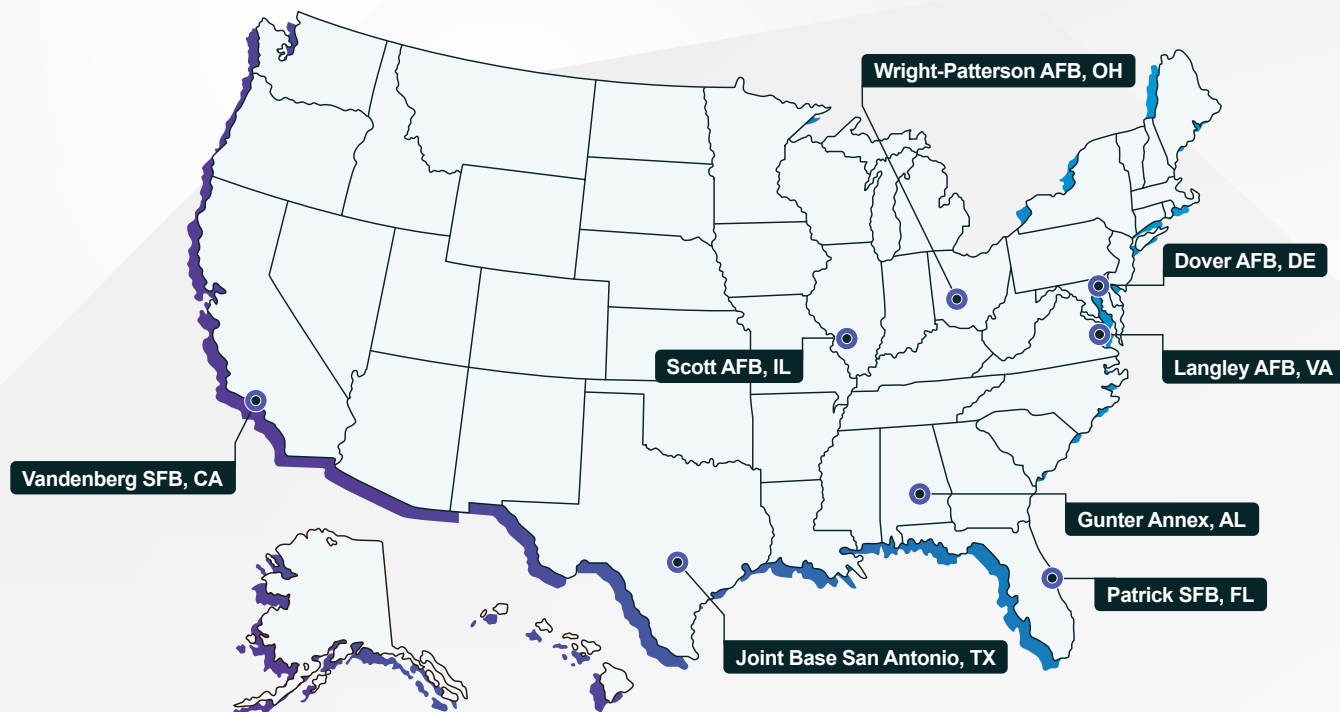 Wright-Patterson AFB, OH
Dover AFB, DE
Scott AFB, IL
Langley AFB, VA
Vandenberg SFB, CA
Gunter Annex, AL
Patrick SFB, FL
Joint Base San Antonio, TX